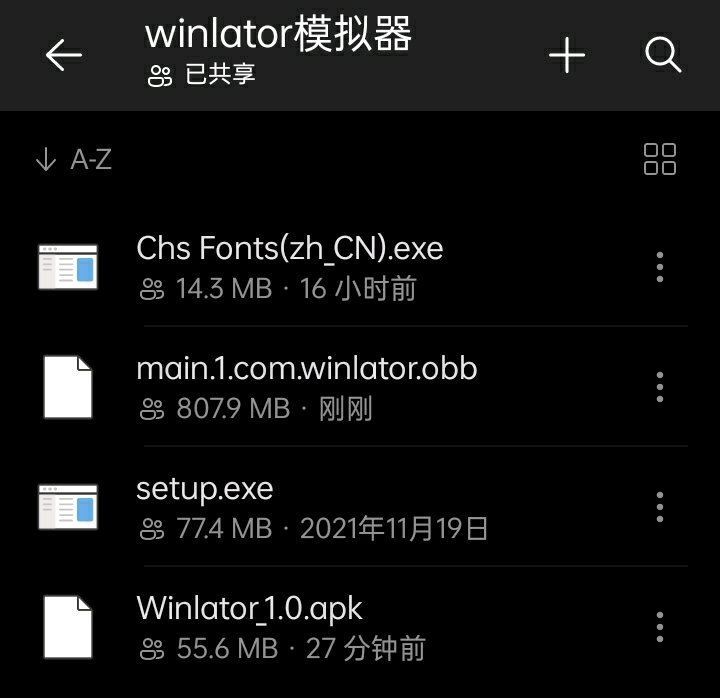 winlator模拟器
已共享
A-Z
Chs Fonts(zh_CN).exe
14.3 MB · 16 小时前
main.1.com.winlator.obb
807.9 MB · 刚刚
setup.exe
77.4 MB · 2021年11月19日
Winlator_1.0.apk
55.6 MB · 27 分钟前